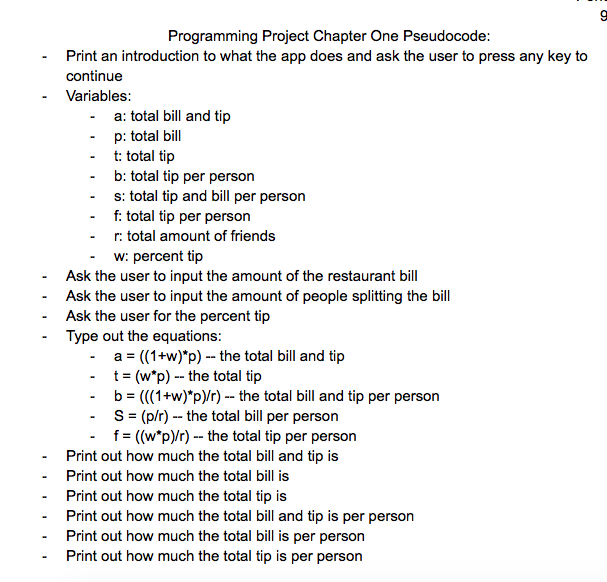 9
Programming Project Chapter One Pseudocode:
- Print an introduction to what the app does and ask the user to press any key to
continue
- Variables:
- a: total bill and tip
- p: total bill
- t: total tip
- b: total tip per person
- s: total tip and bill per person
- f: total tip per person
- r: total amount of friends
- w: percent tip
- Ask the user to input the amount of the restaurant bill
- Ask the user to input the amount of people splitting the bill
- Ask the user for the percent tip
- Type out the equations:
- a = ((1+w)*p) -- the total bill and tip
- t = (w*p) -- the total tip
- b = (((1+w)*p)/r) -- the total bill and tip per person
- S = (p/r) -- the total bill per person
- f = ((w*p)/r) -- the total tip per person
- Print out how much the total bill and tip is
- Print out how much the total bill is
- Print out how much the total tip is
- Print out how much the total bill and tip is per person
- Print out how much the total bill is per person
- Print out how much the total tip is per person